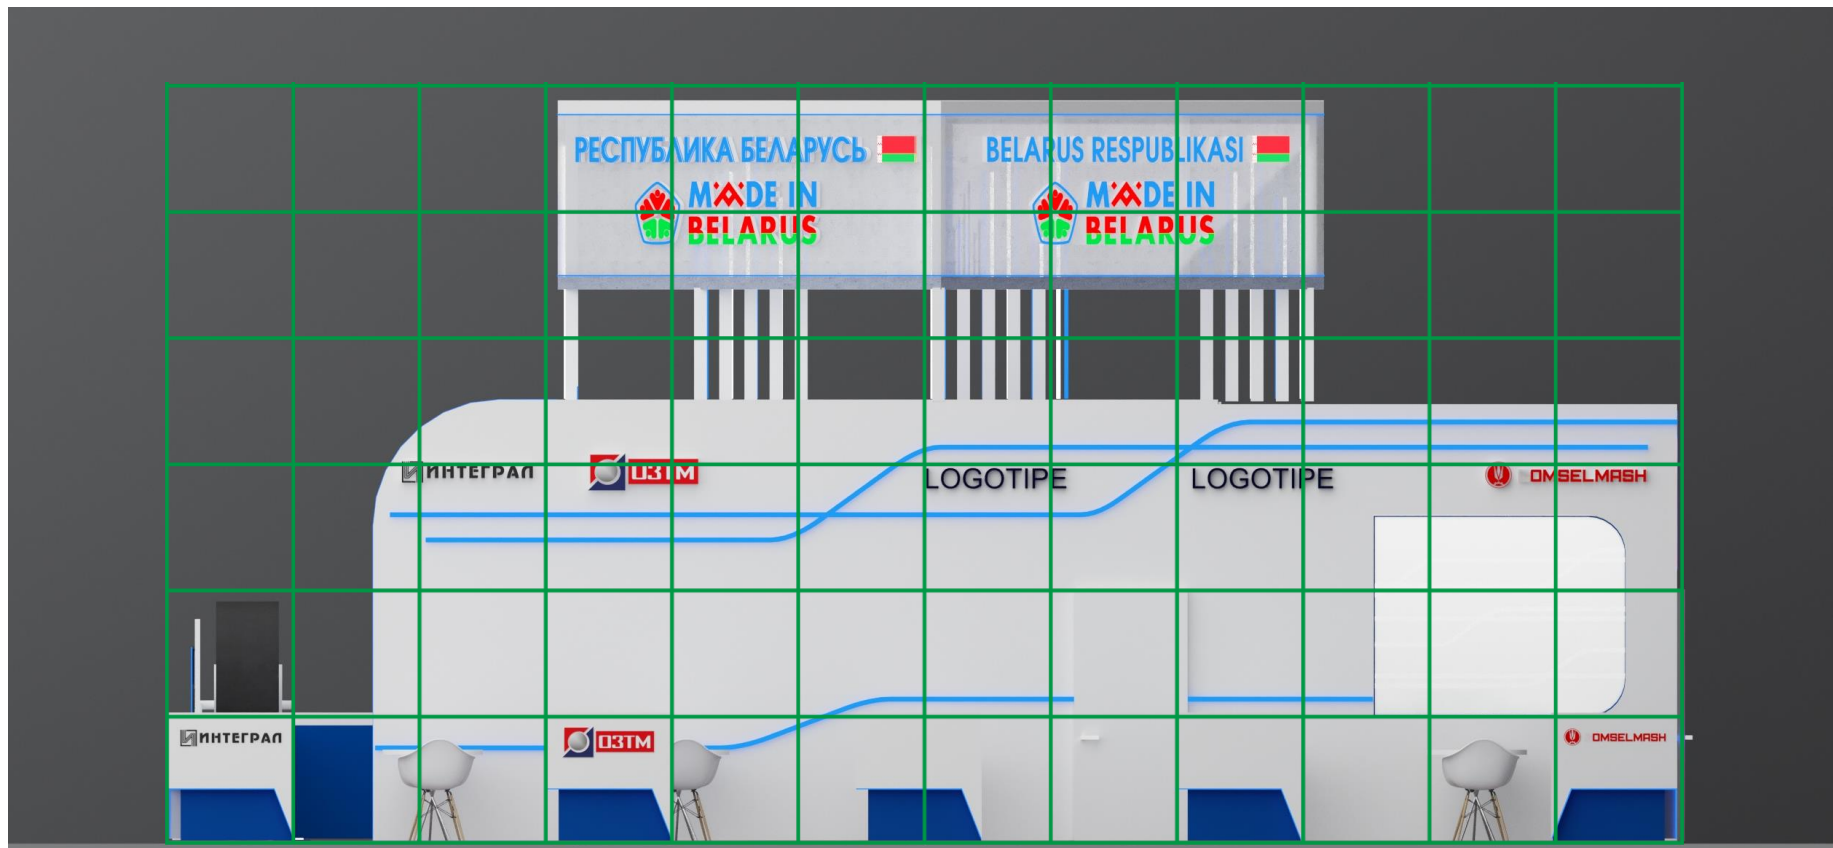 РЕСПУБЛИКА БЕЛАРУСЬ
MADE IN
BELARUS
BELARUS RESPUBLIKASI
MADE IN
BELARUS
ИНТЕГРАЛ
ОЗТМ
LOGOTIPE
LOGOTIPE
OMSELMASH
ИНТЕГРАЛ
ОЗТМ
OMSELMASH